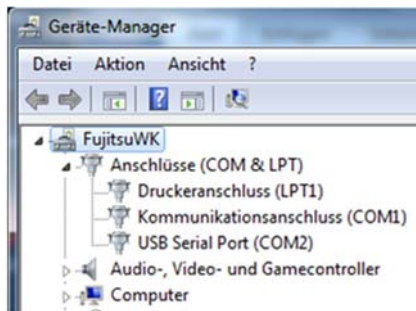 Geräte-Manager
Datei Aktion Ansicht ?
FujitsuWK
Anschlüsse (COM & LPT)
Druckeranschluss (LPT1)
Kommunikationsanschluss (COM1)
USB Serial Port (COM2)
Audio-, Video- und Gamecontroller
Computer